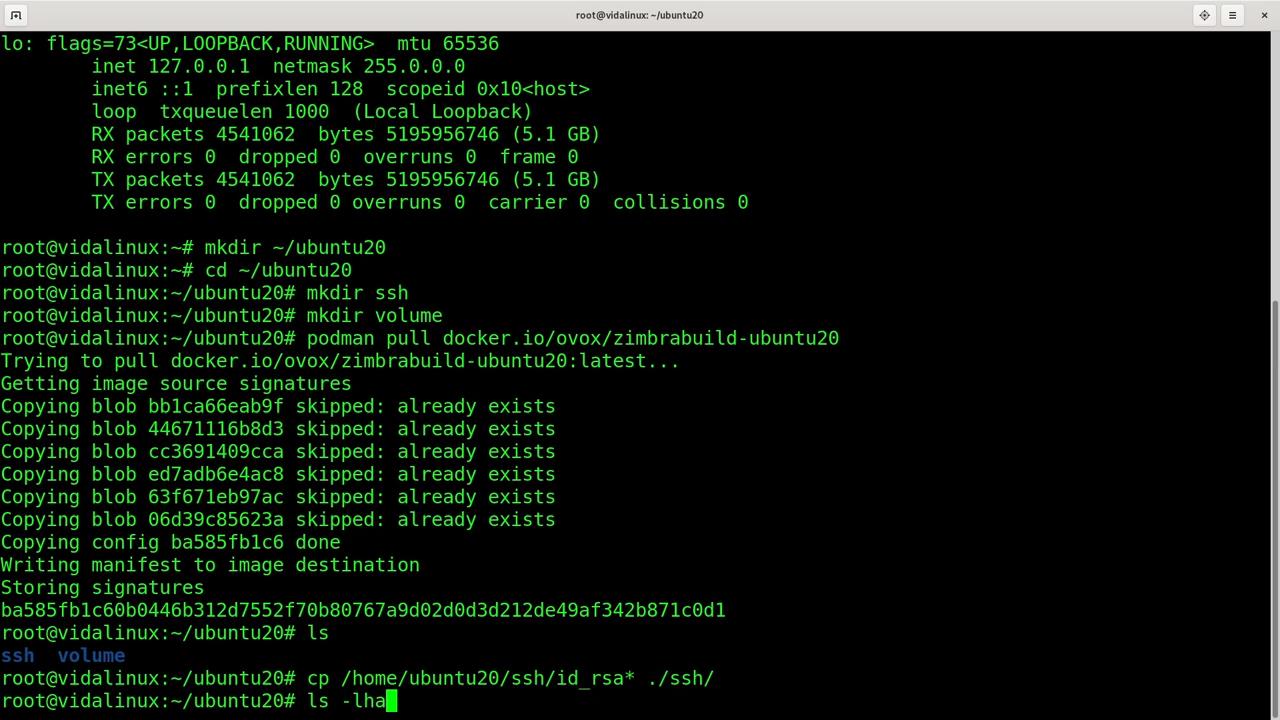 root@vidalinux: ~/ubuntu20
lo: flags=73<UP,LOOPBACK,RUNNING>  mtu 65536
        inet 127.0.0.1  netmask 255.0.0.0
        inet6 ::1  prefixlen 128  scopeid 0x10<host>
        loop  txqueuelen 1000  (Local Loopback)
        RX packets 4541062  bytes 5195956746 (5.1 GB)
        RX errors 0  dropped 0  overruns 0  frame 0
        TX packets 4541062  bytes 5195956746 (5.1 GB)
        TX errors 0  dropped 0 overruns 0  carrier 0  collisions 0
root@vidalinux:~# mkdir ~/ubuntu20
root@vidalinux:~# cd ~/ubuntu20
root@vidalinux:~/ubuntu20# mkdir ssh
root@vidalinux:~/ubuntu20# mkdir volume
root@vidalinux:~/ubuntu20# podman pull docker.io/ovox/zimbrabuild-ubuntu20
Trying to pull docker.io/ovox/zimbrabuild-ubuntu20:latest...
Getting image source signatures
Copying blob bb1ca66eab9f skipped: already exists
Copying blob 44671116b8d3 skipped: already exists
Copying blob cc3691409cca skipped: already exists
Copying blob ed7adb6e4ac8 skipped: already exists
Copying blob 63f671eb97ac skipped: already exists
Copying blob 06d39c85623a skipped: already exists
Copying config ba585fb1c6 done
Writing manifest to image destination
Storing signatures
ba585fb1c60b0446b312d7552f70b80767a9d02d0d3d212de49af342b871c0d1
root@vidalinux:~/ubuntu20# ls
ssh  volume
root@vidalinux:~/ubuntu20# cp /home/ubuntu20/ssh/id_rsa* ./ssh/
root@vidalinux:~/ubuntu20# ls -lha